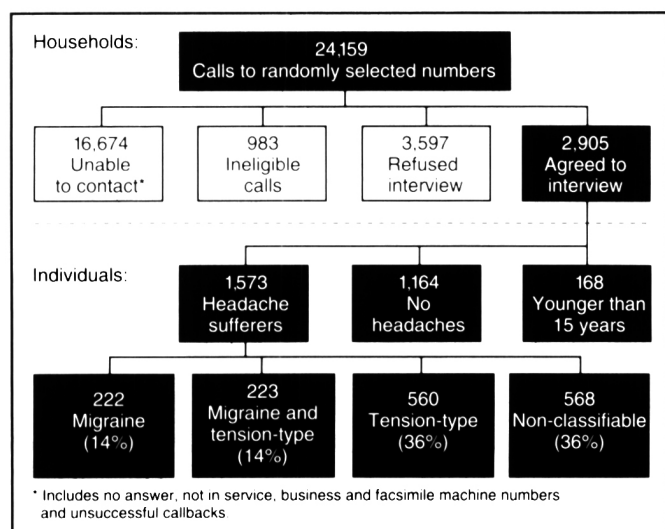 Households:
24,159
Calls to randomly selected numbers
16,674
Unable
to contact*
983
Ineligible
calls
3,597
Refused
interview
2,905
Agreed to
interview
Individuals:
1,573
Headache
sufferers
1,164
No
headaches
168
Younger than
15 years
222
Migraine
(14%)
223
Migraine and
tension-type
(14%)
560
Tension-type
(36%)
568
Non-classifiable
(36%)
* Includes no answer, not in service, business and facsimile machine numbers
and unsuccessful callbacks.